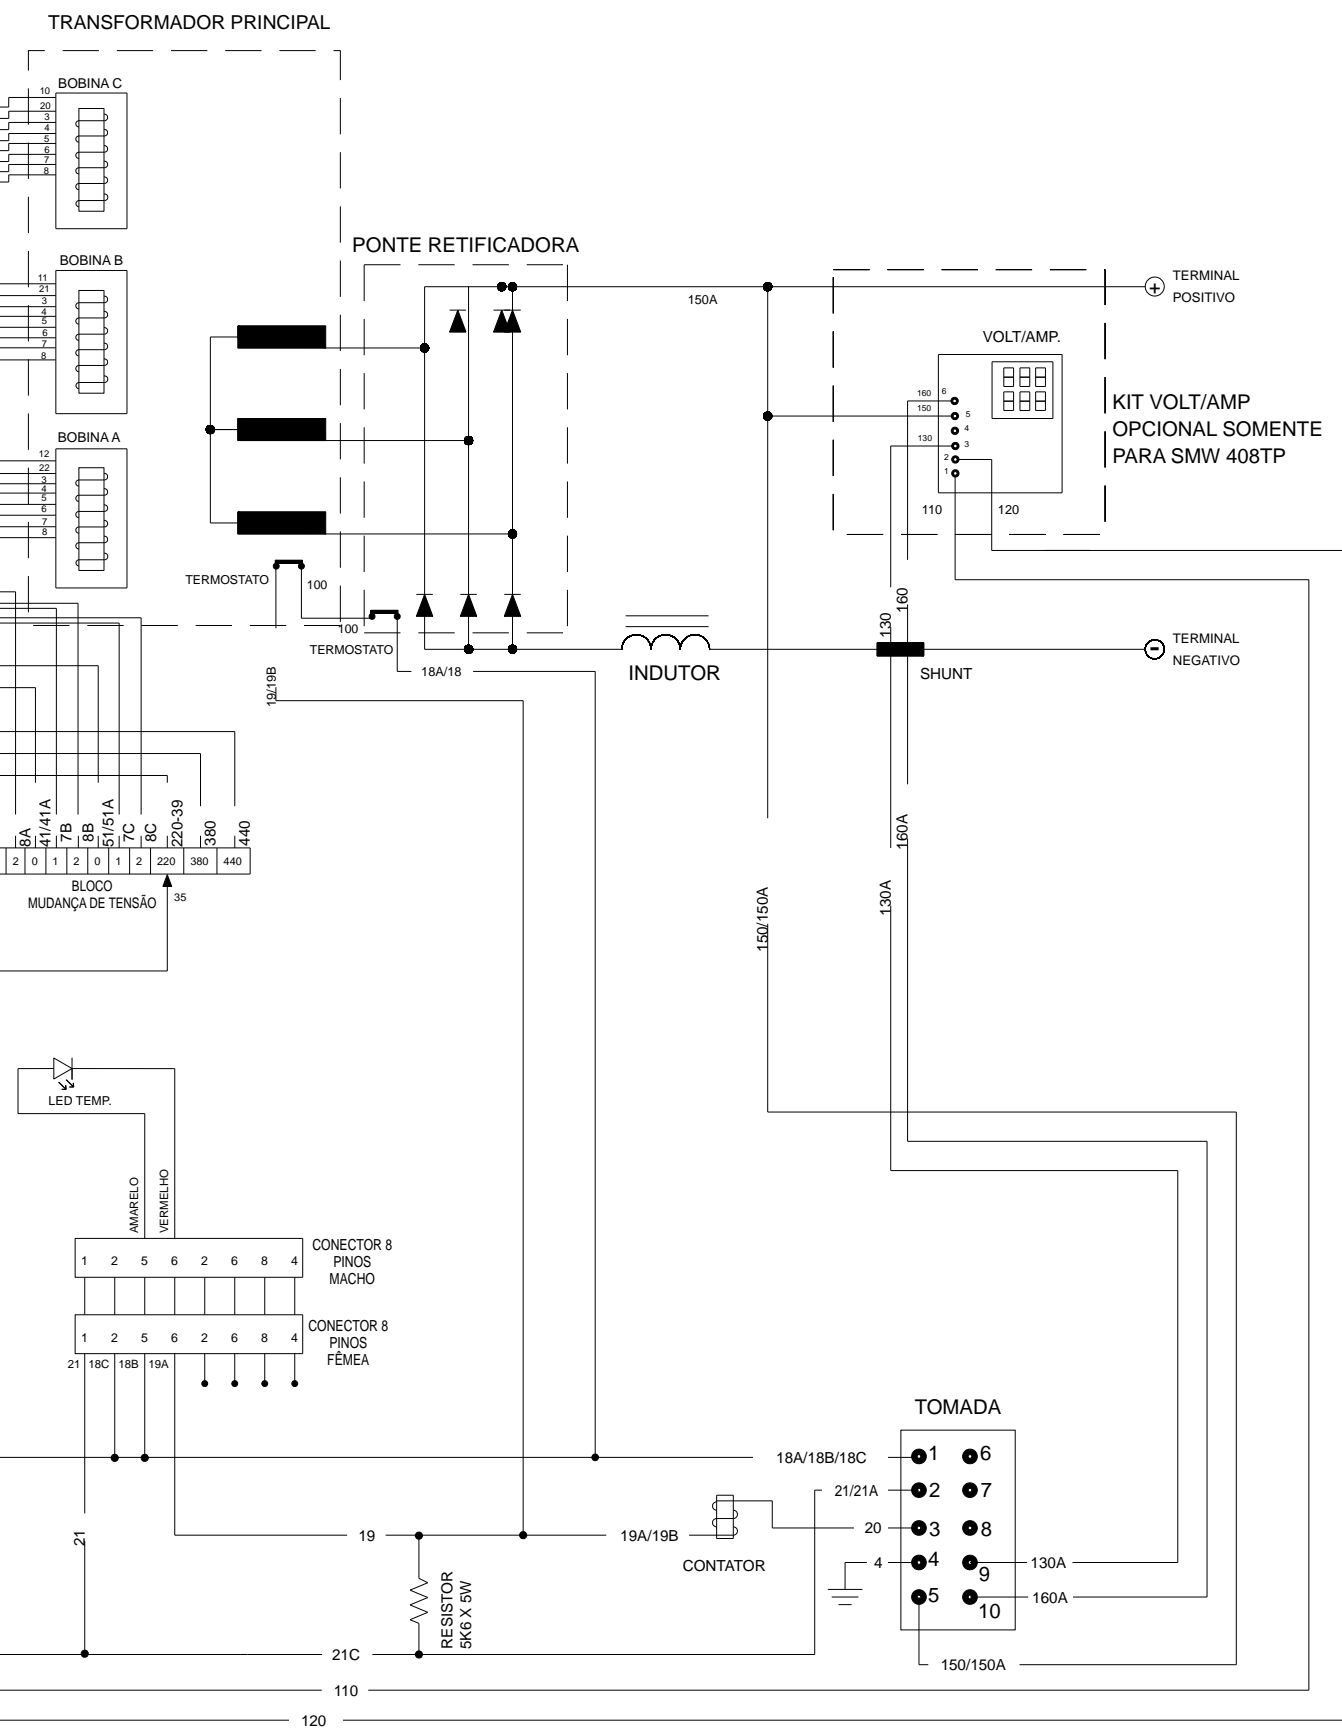 TRANSFORMADOR PRINCIPAL
BOBINA C
10
20
3
4
5
6
7
8
BOBINA B
11
21
3
4
5
6
7
8
BOBINA A
12
22
3
4
5
6
7
8
PONTE RETIFICADORA
150A
TERMINAL
POSITIVO
VOLT/AMP.
160
6
150
5
4
130
3
2
1
110
120
KIT VOLT/AMP
OPCIONAL SOMENTE
PARA SMW 408TP
TERMOSTATO
100
100
TERMOSTATO
18A/18
19/19B
INDUTOR
130
160
SHUNT
TERMINAL
NEGATIVO
8A
41/41A
7B
8B
51/51A
7C
8C
220-39
380
440
2 0 1 2 0 1 2 220 380 440
BLOCO
MUDANÇA DE TENSÃO
35
160A
130A
150/150A
LED TEMP.
AMARELO
VERMELHO
1 2 5 6 2 6 8 4
CONECTOR 8
PINOS
MACHO
1 2 5 6 2 6 8 4
CONECTOR 8
PINOS
FÊMEA
21 18C 18B 19A
TOMADA
18A/18B/18C
1 6
21/21A
2 7
20
3 8
4
4 9
130A
5 10
160A
150/150A
21
19
19A/19B
CONTATOR
RESISTOR
5K6 X 5W
21C
110
120